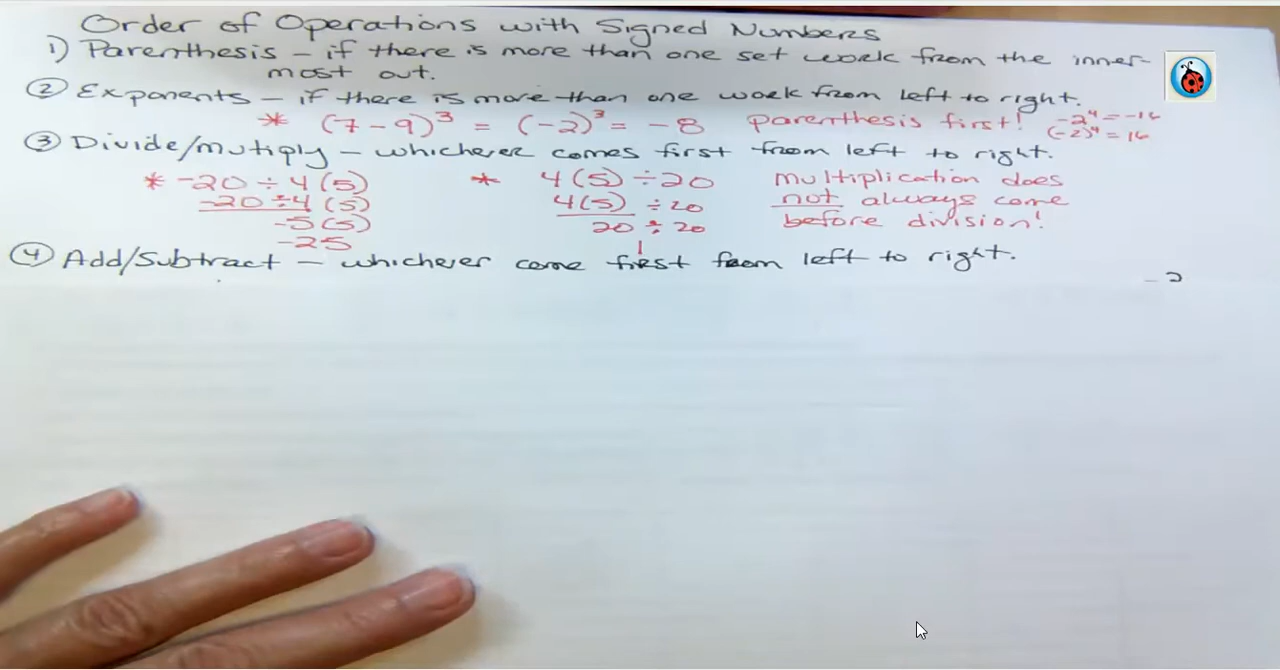 Order of Operations with Signed Numbers
1) Parenthesis - if there is more than one set work from the inner-
most out.
② Exponents - if there is more than one work from left to right.
* (7-9)³ = (-2)³ = -8 parenthesis first! -2⁴ = -16
(-2)⁴ = 16
③ Divide/mutiply - whichever comes first from left to right.
* -20 ÷ 4(5) * 4(5) ÷ 20 multiplication does
-20 ÷ 4 (5) 4(5) ÷ 20 not always come
-5(5) 20 ÷ 20 before division!
-25 1
④ Add/Subtract - whichever come first from left to right.